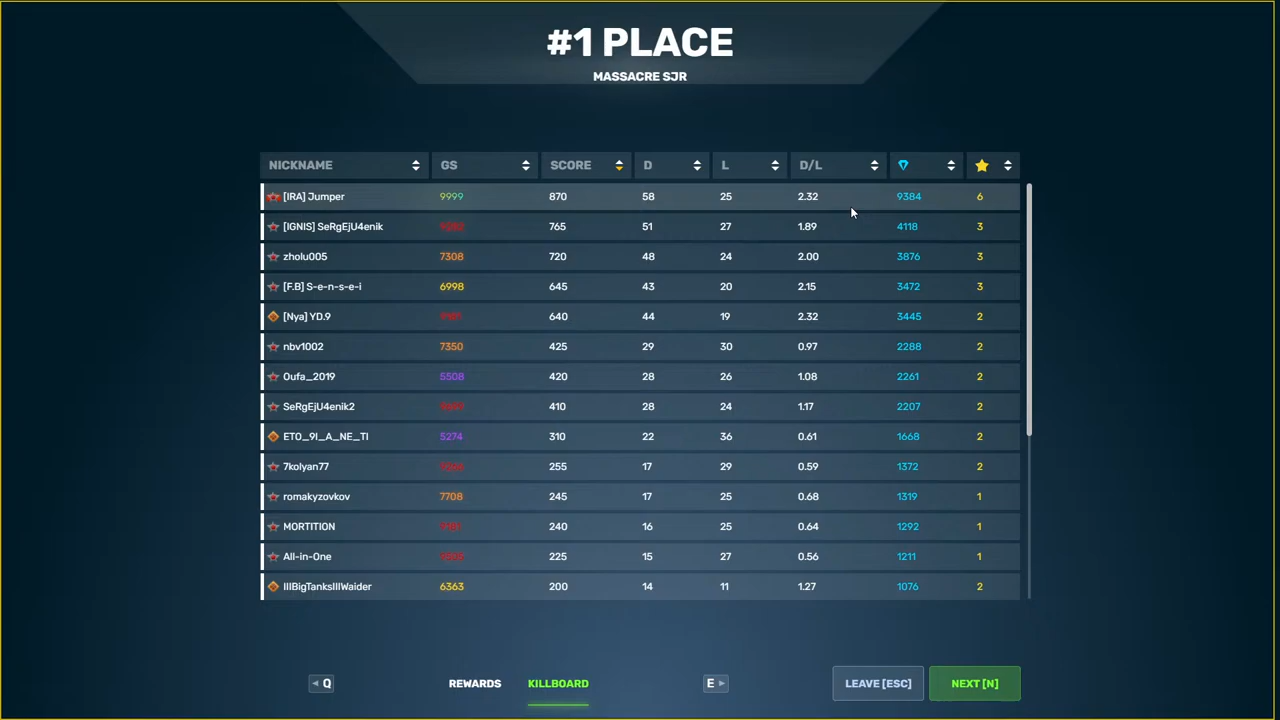 #1 PLACE
MASSACRE SJR
NICKNAME GS SCORE D L D/L
[IRA] Jumper 9999 870 58 25 2.32 9384 6
[IGNIS] SeRgEjU4enik 765 51 27 1.89 4118 3
zholu005 7308 720 48 24 2.00 3876 3
[F.B] S-e-n-s-e-i 6998 645 43 20 2.15 3472 3
[Nya] YD.9 640 44 19 2.32 3445 2
nbv1002 7350 425 29 30 0.97 2288 2
Oufa_2019 5508 420 28 26 1.08 2261 2
SeRgEjU4enik2 410 28 24 1.17 2207 2
ETO_9I_A_NE_TI 5274 310 22 36 0.61 1668 2
7kolyan77 255 17 29 0.59 1372 2
romakyzovkov 7708 245 17 25 0.68 1319 1
MORTITION 240 16 25 0.64 1292 1
All-in-One 225 15 27 0.56 1211 1
IIIBigTanksIIIWaider 6363 200 14 11 1.27 1076 2
Q REWARDS KILLBOARD E LEAVE [ESC] NEXT [N]